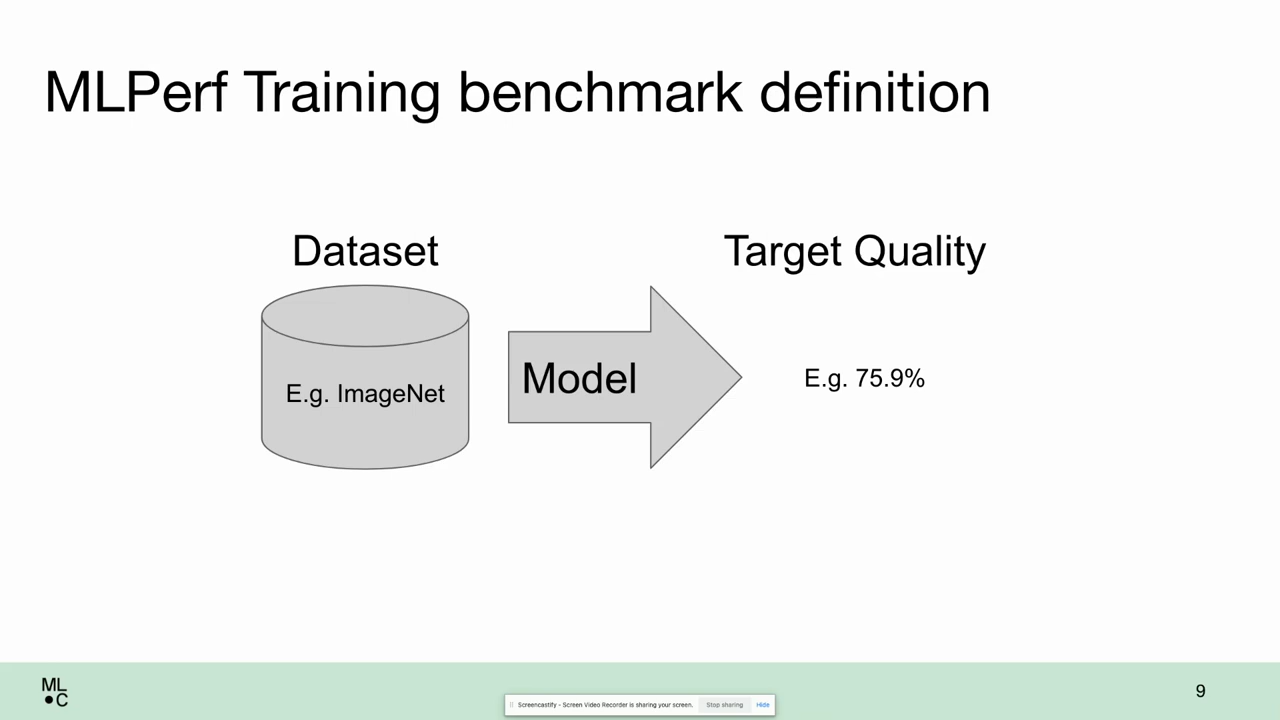 MLPerf Training benchmark definition
Dataset
Target Quality
E.g. ImageNet
Model
E.g. 75.9%
ML
C
Screencastify - Screen Video Recorder is sharing your screen.
Stop sharing
Hide
9